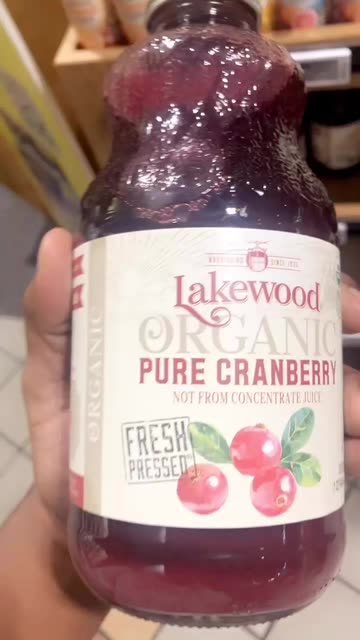 SINCE 1935
Lakewood
ORGANIC
PURE CRANBERRY
NOT FROM CONCENTRATE JUICE
FRESH
PRESSED
ORGANIC